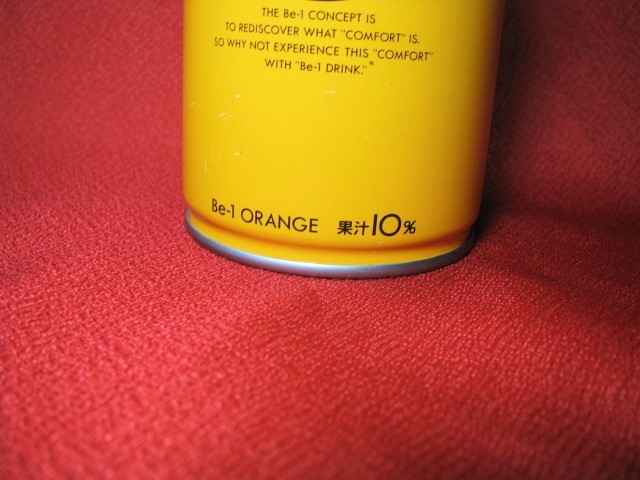 THE Be-1 CONCEPT IS
TO REDISCOVER WHAT "COMFORT" IS.
SO WHY NOT EXPERIENCE THIS "COMFORT"
WITH "Be-1 DRINK."®
Be-1 ORANGE 果汁10%